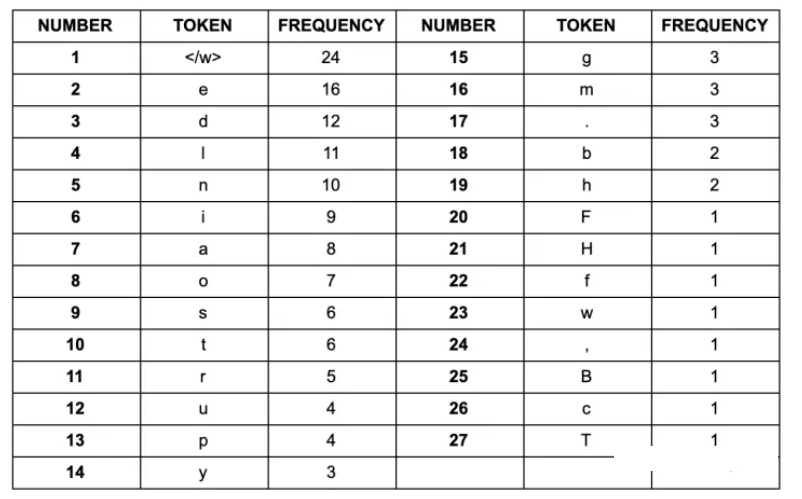 NUMBER TOKEN FREQUENCY NUMBER TOKEN FREQUENCY
1 </w> 24 15 g 3
2 e 16 16 m 3
3 d 12 17 . 3
4 l 11 18 b 2
5 n 10 19 h 2
6 i 9 20 F 1
7 a 8 21 H 1
8 o 7 22 f 1
9 s 6 23 w 1
10 t 6 24 , 1
11 r 5 25 B 1
12 u 4 26 c 1
13 p 4 27 T 1
14 y 3